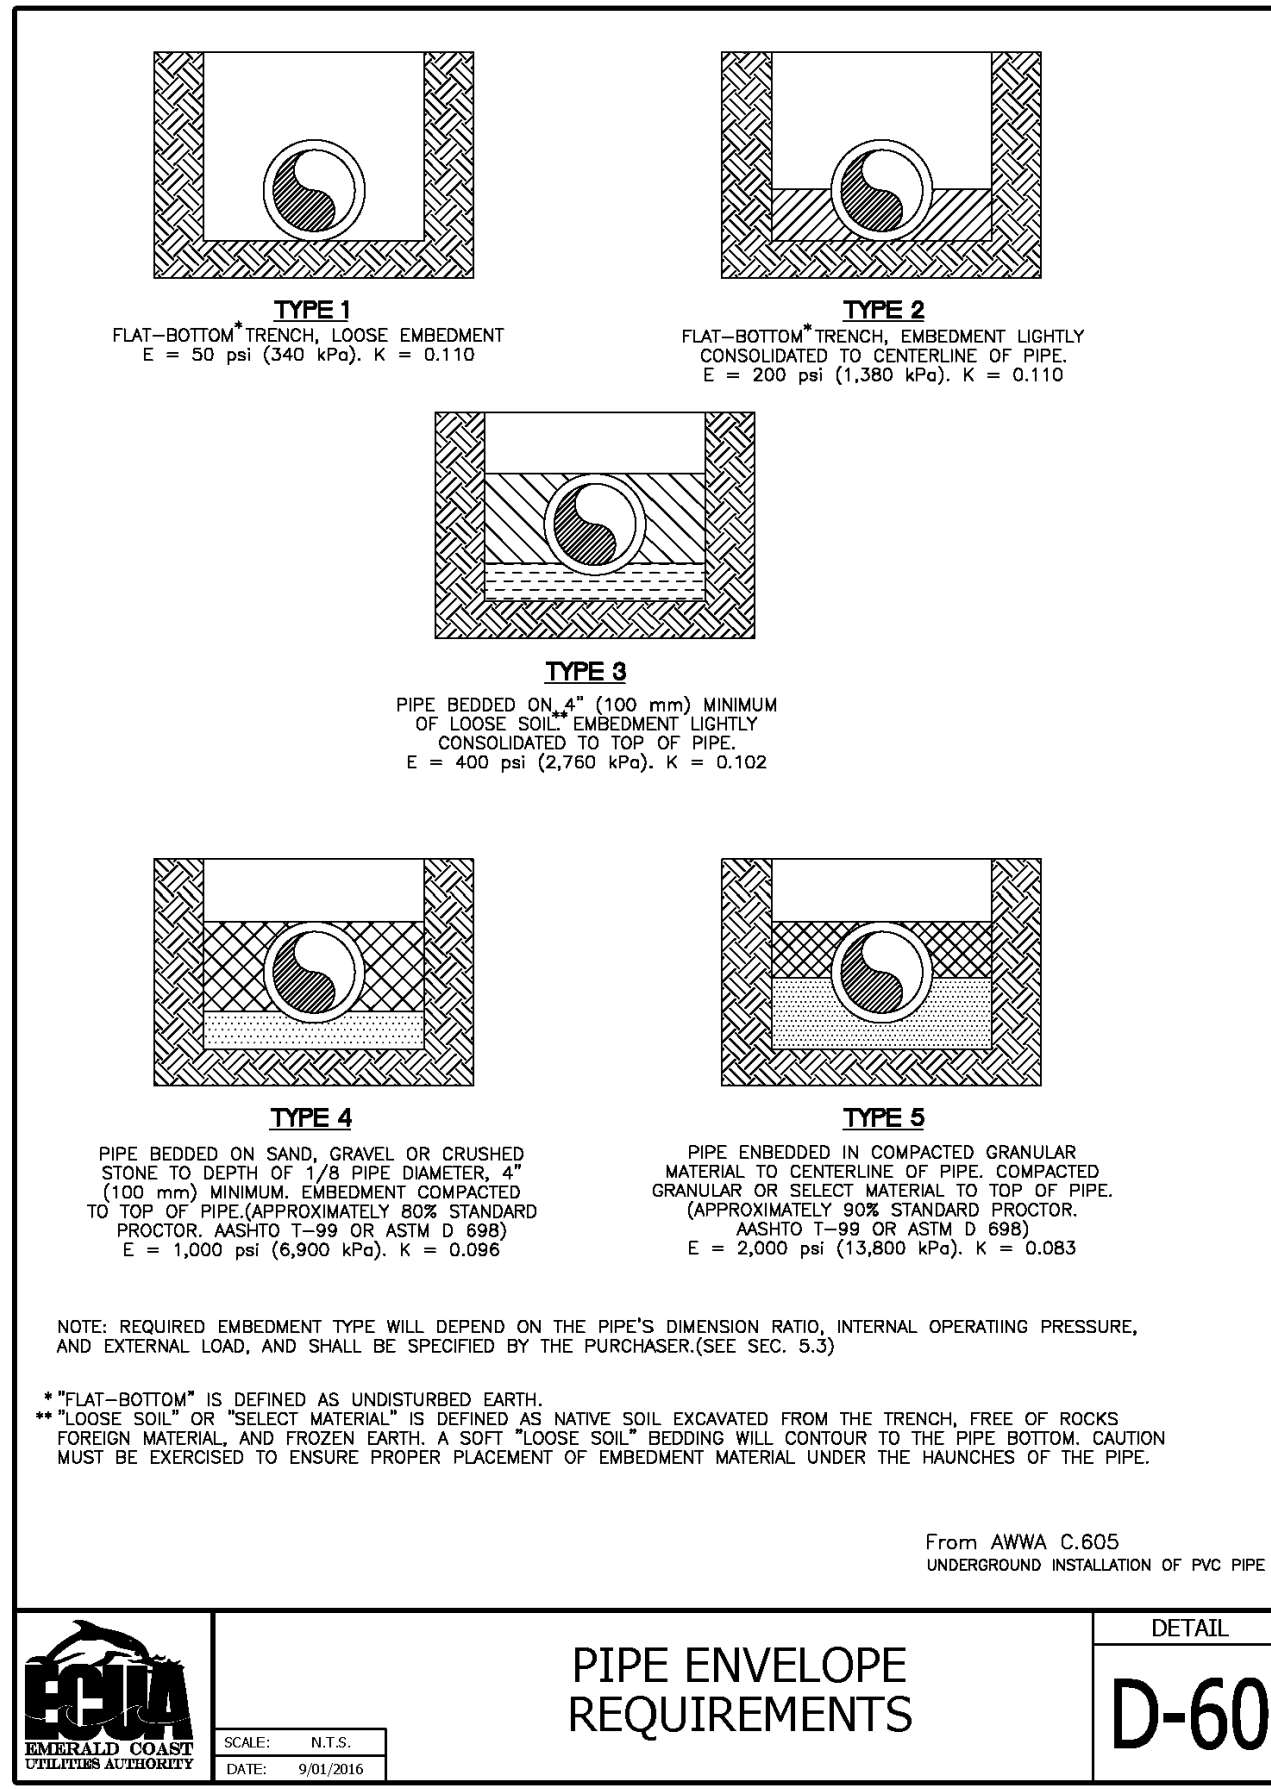 TYPE 1
FLAT-BOTTOM* TRENCH, LOOSE EMBEDMENT
E = 50 psi (340 kPa). K = 0.110
TYPE 2
FLAT-BOTTOM* TRENCH, EMBEDMENT LIGHTLY
CONSOLIDATED TO CENTERLINE OF PIPE.
E = 200 psi (1,380 kPa). K = 0.110
TYPE 3
PIPE BEDDED ON 4" (100 mm) MINIMUM
OF LOOSE SOIL.** EMBEDMENT LIGHTLY
CONSOLIDATED TO TOP OF PIPE.
E = 400 psi (2,760 kPa). K = 0.102
TYPE 4
PIPE BEDDED ON SAND, GRAVEL OR CRUSHED
STONE TO DEPTH OF 1/8 PIPE DIAMETER, 4"
(100 mm) MINIMUM. EMBEDMENT COMPACTED
TO TOP OF PIPE.(APPROXIMATELY 80% STANDARD
PROCTOR. AASHTO T-99 OR ASTM D 698)
E = 1,000 psi (6,900 kPa). K = 0.096
TYPE 5
PIPE ENBEDDED IN COMPACTED GRANULAR
MATERIAL TO CENTERLINE OF PIPE. COMPACTED
GRANULAR OR SELECT MATERIAL TO TOP OF PIPE.
(APPROXIMATELY 90% STANDARD PROCTOR.
AASHTO T-99 OR ASTM D 698)
E = 2,000 psi (13,800 kPa). K = 0.083
NOTE: REQUIRED EMBEDMENT TYPE WILL DEPEND ON THE PIPE'S DIMENSION RATIO, INTERNAL OPERATIING PRESSURE,
AND EXTERNAL LOAD, AND SHALL BE SPECIFIED BY THE PURCHASER.(SEE SEC. 5.3)
* "FLAT-BOTTOM" IS DEFINED AS UNDISTURBED EARTH.
** "LOOSE SOIL" OR "SELECT MATERIAL" IS DEFINED AS NATIVE SOIL EXCAVATED FROM THE TRENCH, FREE OF ROCKS
FOREIGN MATERIAL, AND FROZEN EARTH. A SOFT "LOOSE SOIL" BEDDING WILL CONTOUR TO THE PIPE BOTTOM. CAUTION
MUST BE EXERCISED TO ENSURE PROPER PLACEMENT OF EMBEDMENT MATERIAL UNDER THE HAUNCHES OF THE PIPE.
From AWWA C.605
UNDERGROUND INSTALLATION OF PVC PIPE
ECUA
EMERALD COAST
UTILITIES AUTHORITY
SCALE: N.T.S.
DATE: 9/01/2016
PIPE ENVELOPE
REQUIREMENTS
DETAIL
D-60